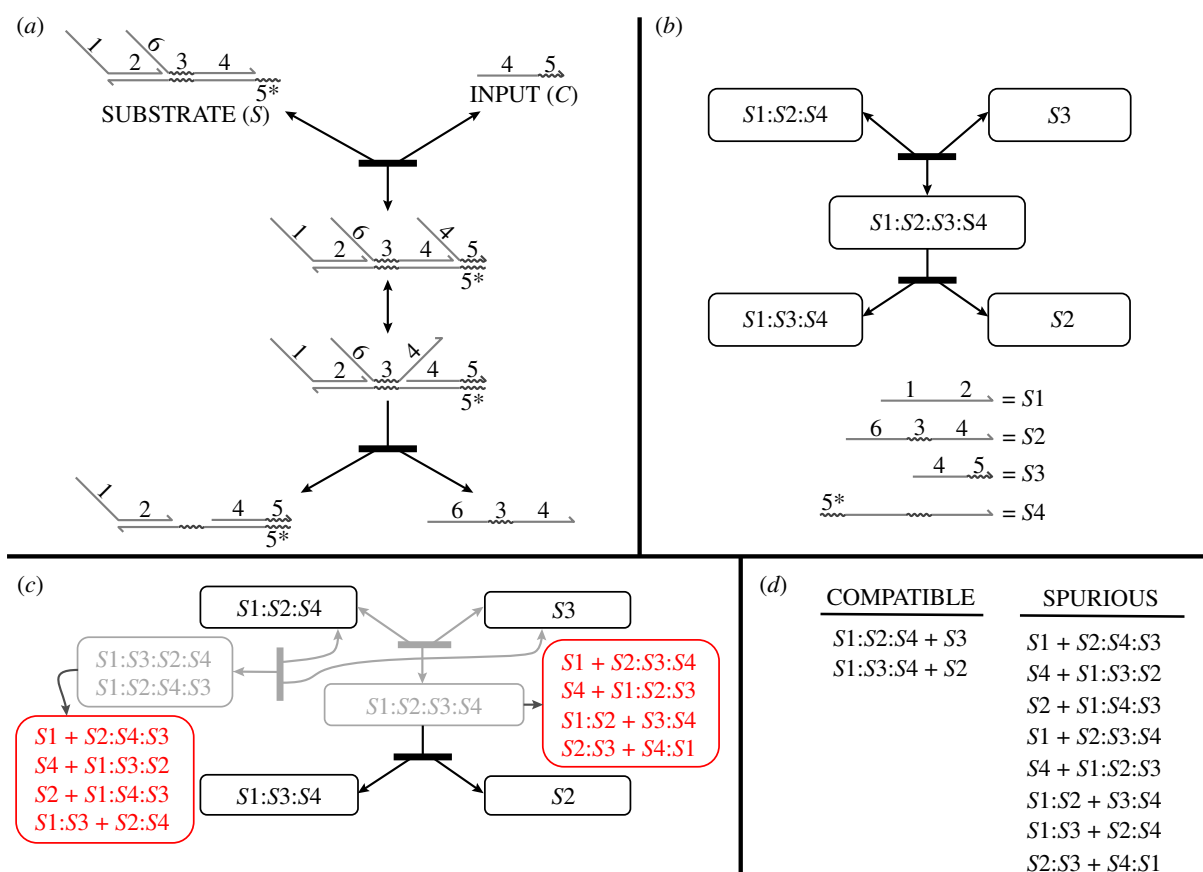 (a)
1 6
2 3 4
5*
SUBSTRATE (S)
4 5
INPUT (C)
1 6 4
2 3 4 5
5*
1 6 4
2 3 4 5
5*
1
2 4 5
5*
6 3 4
(b)
S1:S2:S4
S3
S1:S2:S3:S4
S1:S3:S4
S2
1 2 = S1
6 3 4 = S2
4 5 = S3
5* = S4
(c)
S1:S2:S4
S3
S1:S3:S2:S4
S1:S2:S4:S3
S1:S2:S3:S4
S1 + S2:S3:S4
S4 + S1:S2:S3
S1:S2 + S3:S4
S2:S3 + S4:S1
S1 + S2:S4:S3
S4 + S1:S3:S2
S2 + S1:S4:S3
S1:S3 + S2:S4
S1:S3:S4
S2
(d)
COMPATIBLE
S1:S2:S4 + S3
S1:S3:S4 + S2
SPURIOUS
S1 + S2:S4:S3
S4 + S1:S3:S2
S2 + S1:S4:S3
S1 + S2:S3:S4
S4 + S1:S2:S3
S1:S2 + S3:S4
S1:S3 + S2:S4
S2:S3 + S4:S1